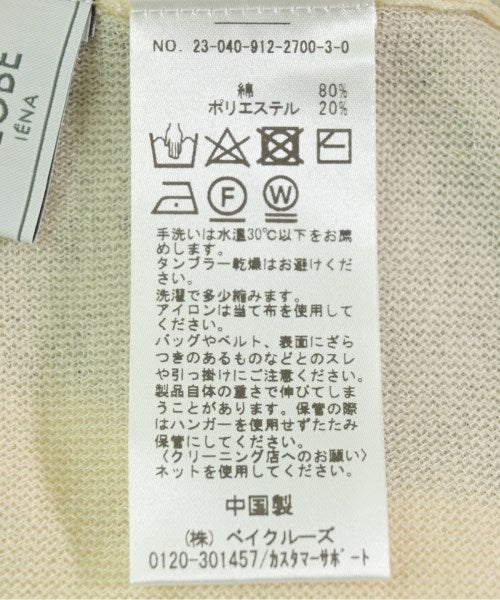 LOBE
IÉNA
NO. 23-040-912-2700-3-0
綿 80%
ポリエステル 20%
F W
手洗いは水温30℃以下をお薦
めします。
タンブラー乾燥はお避けくだ
さい。
洗濯で多少縮みます。
アイロンは当て布を使用して
ください。
バッグやベルト、表面にざら
つきのあるものなどとのスレ
や引っ掛けにご注意ください。
製品自体の重さで伸びてしま
うことがあります。保管の際
はハンガーを使用せずたたみ
保管にしてください。
〈クリーニング店へのお願い〉
ネットを使用してください。
中国製
(株) ベイクルーズ
0120-301457/ｶｽﾀﾏｰｻﾎﾟｰﾄ